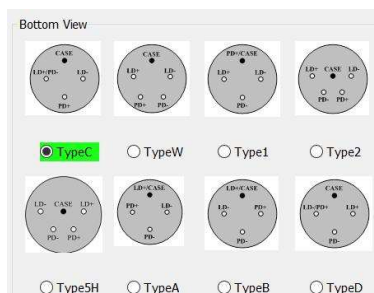 Bottom View
CASE
LD+/PD- LD-
PD+
CASE
LD+ LD-
PD+ PD-
PD+/CASE
LD+ LD-
PD-
LD+ CASE LD-
PD- PD+
TypeC TypeW Type1 Type2
LD- CASE LD+
PD- PD+
LD+/CASE
PD+ LD-
PD-
LD+/CASE
LD- PD+
PD-
CASE
LD-/PD+ LD+
PD-
Type5H TypeA TypeB TypeD